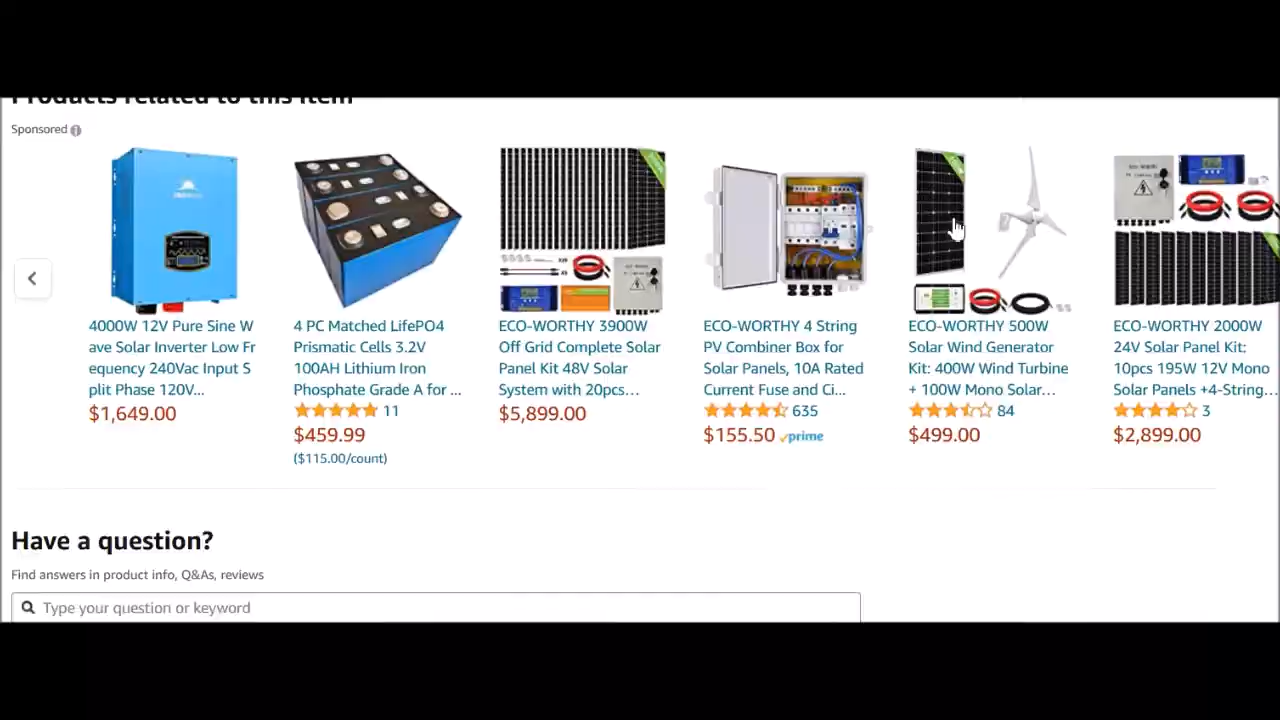 Products related to this item
Sponsored
4000W 12V Pure Sine W
ave Solar Inverter Low Fr
equency 240Vac Input S
plit Phase 120V...
$1,649.00
4 PC Matched LifePO4
Prismatic Cells 3.2V
100AH Lithium Iron
Phosphate Grade A for ...
11
$459.99
($115.00/count)
ECO-WORTHY 3900W
Off Grid Complete Solar
Panel Kit 48V Solar
System with 20pcs...
$5,899.00
ECO-WORTHY 4 String
PV Combiner Box for
Solar Panels, 10A Rated
Current Fuse and Ci...
635
$155.50 prime
ECO-WORTHY 500W
Solar Wind Generator
Kit: 400W Wind Turbine
+ 100W Mono Solar...
84
$499.00
ECO-WORTHY 2000W
24V Solar Panel Kit:
10pcs 195W 12V Mono
Solar Panels +4-String...
3
$2,899.00
Have a question?
Find answers in product info, Q&As, reviews
Type your question or keyword